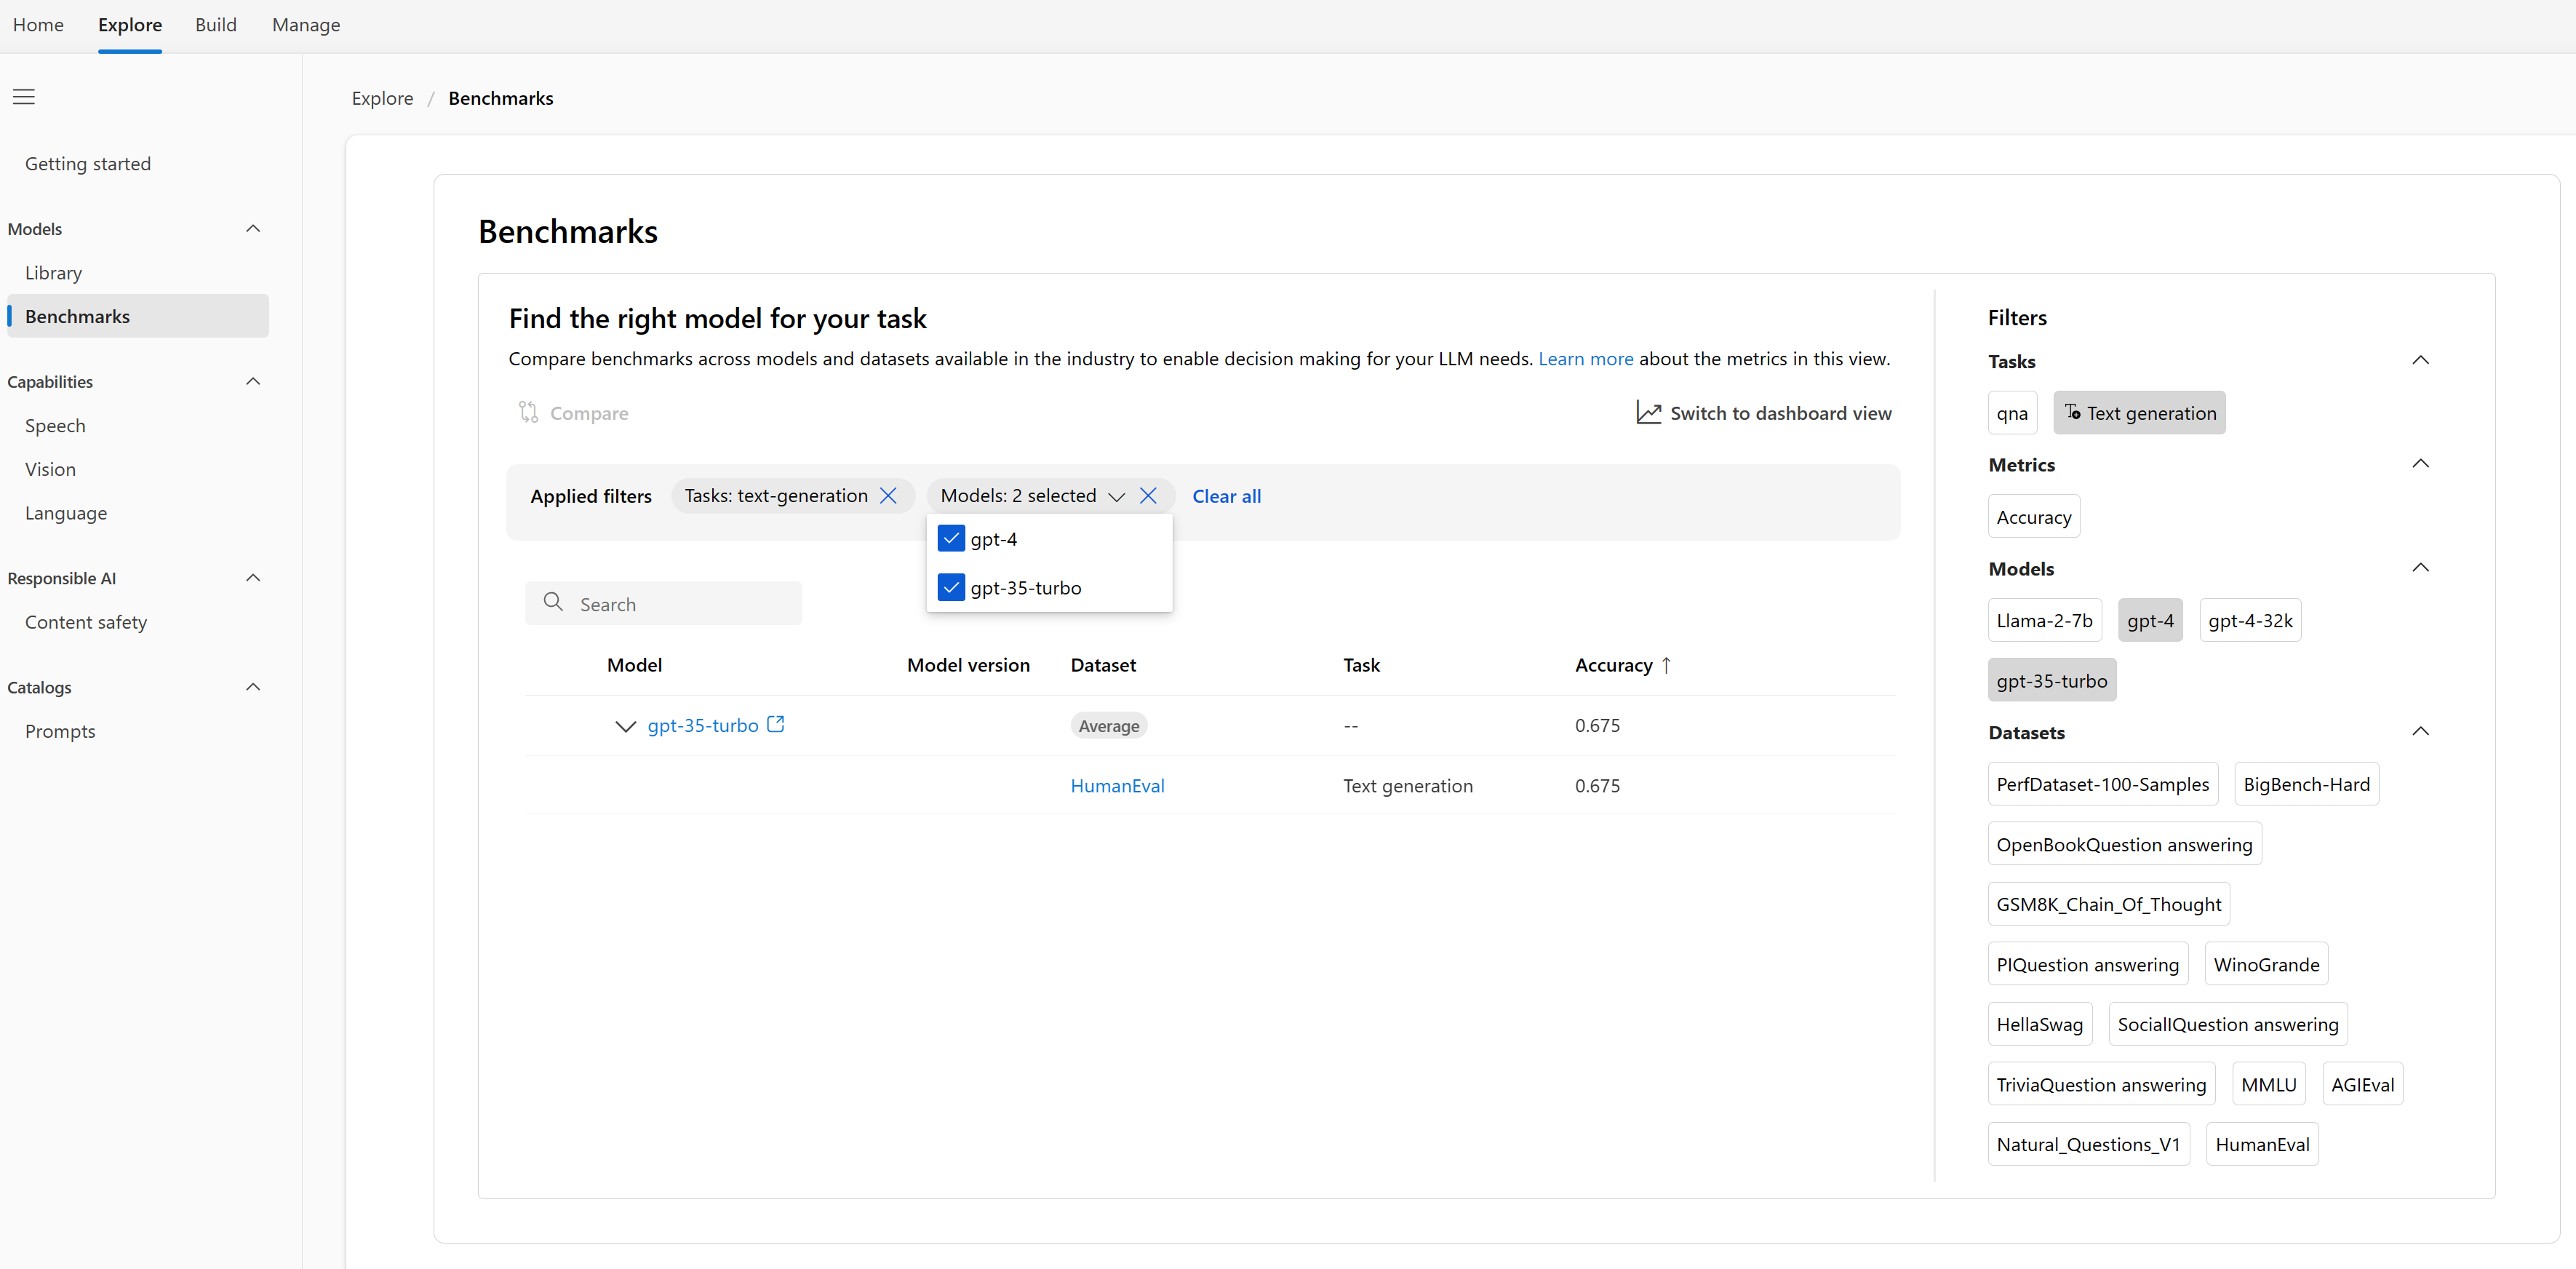 Home Explore Build Manage
Explore / Benchmarks
Getting started
Models
Library
Benchmarks
Capabilities
Speech
Vision
Language
Responsible AI
Content safety
Catalogs
Prompts
Benchmarks
Find the right model for your task
Compare benchmarks across models and datasets available in the industry to enable decision making for your LLM needs. Learn more about the metrics in this view.
Compare Switch to dashboard view
Applied filters Tasks: text-generation Models: 2 selected Clear all
gpt-4
gpt-35-turbo
Search
Model Model version Dataset Task Accuracy ↑
gpt-35-turbo Average -- 0.675
HumanEval Text generation 0.675
Filters
Tasks
qna Text generation
Metrics
Accuracy
Models
Llama-2-7b gpt-4 gpt-4-32k
gpt-35-turbo
Datasets
PerfDataset-100-Samples BigBench-Hard
OpenBookQuestion answering
GSM8K_Chain_Of_Thought
PIQuestion answering WinoGrande
HellaSwag SocialIQuestion answering
TriviaQuestion answering MMLU AGIEval
Natural_Questions_V1 HumanEval